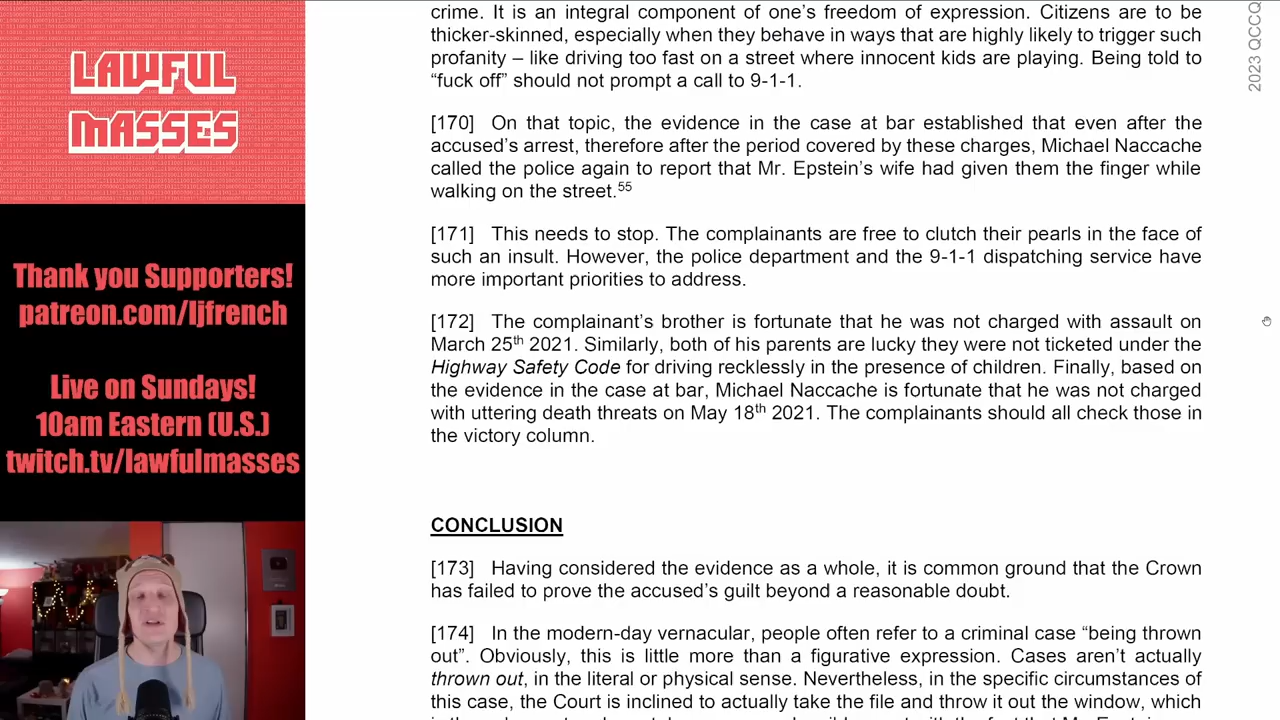 LAWFUL
MASSES
Thank you Supporters!
patreon.com/ljfrench
Live on Sundays!
10am Eastern (U.S.)
twitch.tv/lawfulmasses
2023 QCCQ
crime. It is an integral component of one's freedom of expression. Citizens are to be
thicker-skinned, especially when they behave in ways that are highly likely to trigger such
profanity – like driving too fast on a street where innocent kids are playing. Being told to
“fuck off” should not prompt a call to 9-1-1.
[170] On that topic, the evidence in the case at bar established that even after the
accused's arrest, therefore after the period covered by these charges, Michael Naccache
called the police again to report that Mr. Epstein's wife had given them the finger while
walking on the street.55
[171] This needs to stop. The complainants are free to clutch their pearls in the face of
such an insult. However, the police department and the 9-1-1 dispatching service have
more important priorities to address.
[172] The complainant's brother is fortunate that he was not charged with assault on
March 25th 2021. Similarly, both of his parents are lucky they were not ticketed under the
Highway Safety Code for driving recklessly in the presence of children. Finally, based on
the evidence in the case at bar, Michael Naccache is fortunate that he was not charged
with uttering death threats on May 18th 2021. The complainants should all check those in
the victory column.
CONCLUSION
[173] Having considered the evidence as a whole, it is common ground that the Crown
has failed to prove the accused's guilt beyond a reasonable doubt.
[174] In the modern-day vernacular, people often refer to a criminal case “being thrown
out”. Obviously, this is little more than a figurative expression. Cases aren't actually
thrown out, in the literal or physical sense. Nevertheless, in the specific circumstances of
this case, the Court is inclined to actually take the file and throw it out the window, which